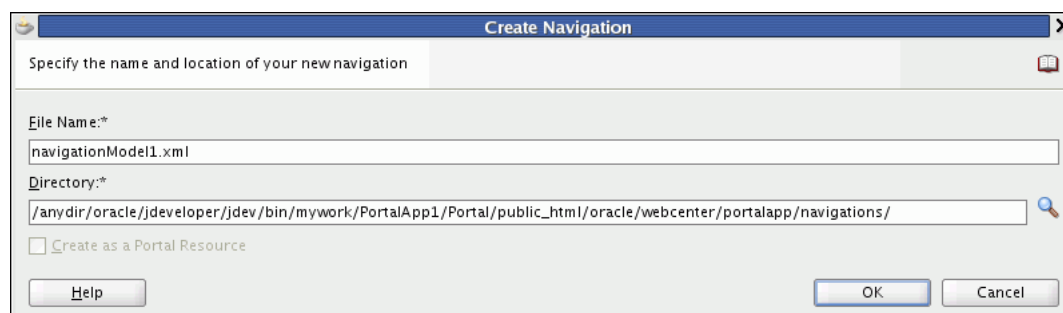 Create Navigation
Specify the name and location of your new navigation
File Name:*
navigationModel1.xml
Directory:*
/anydir/oracle/jdeveloper/jdev/bin/mywork/PortalApp1/Portal/public_html/oracle/webcenter/portalapp/navigations/
Create as a Portal Resource
Help OK Cancel